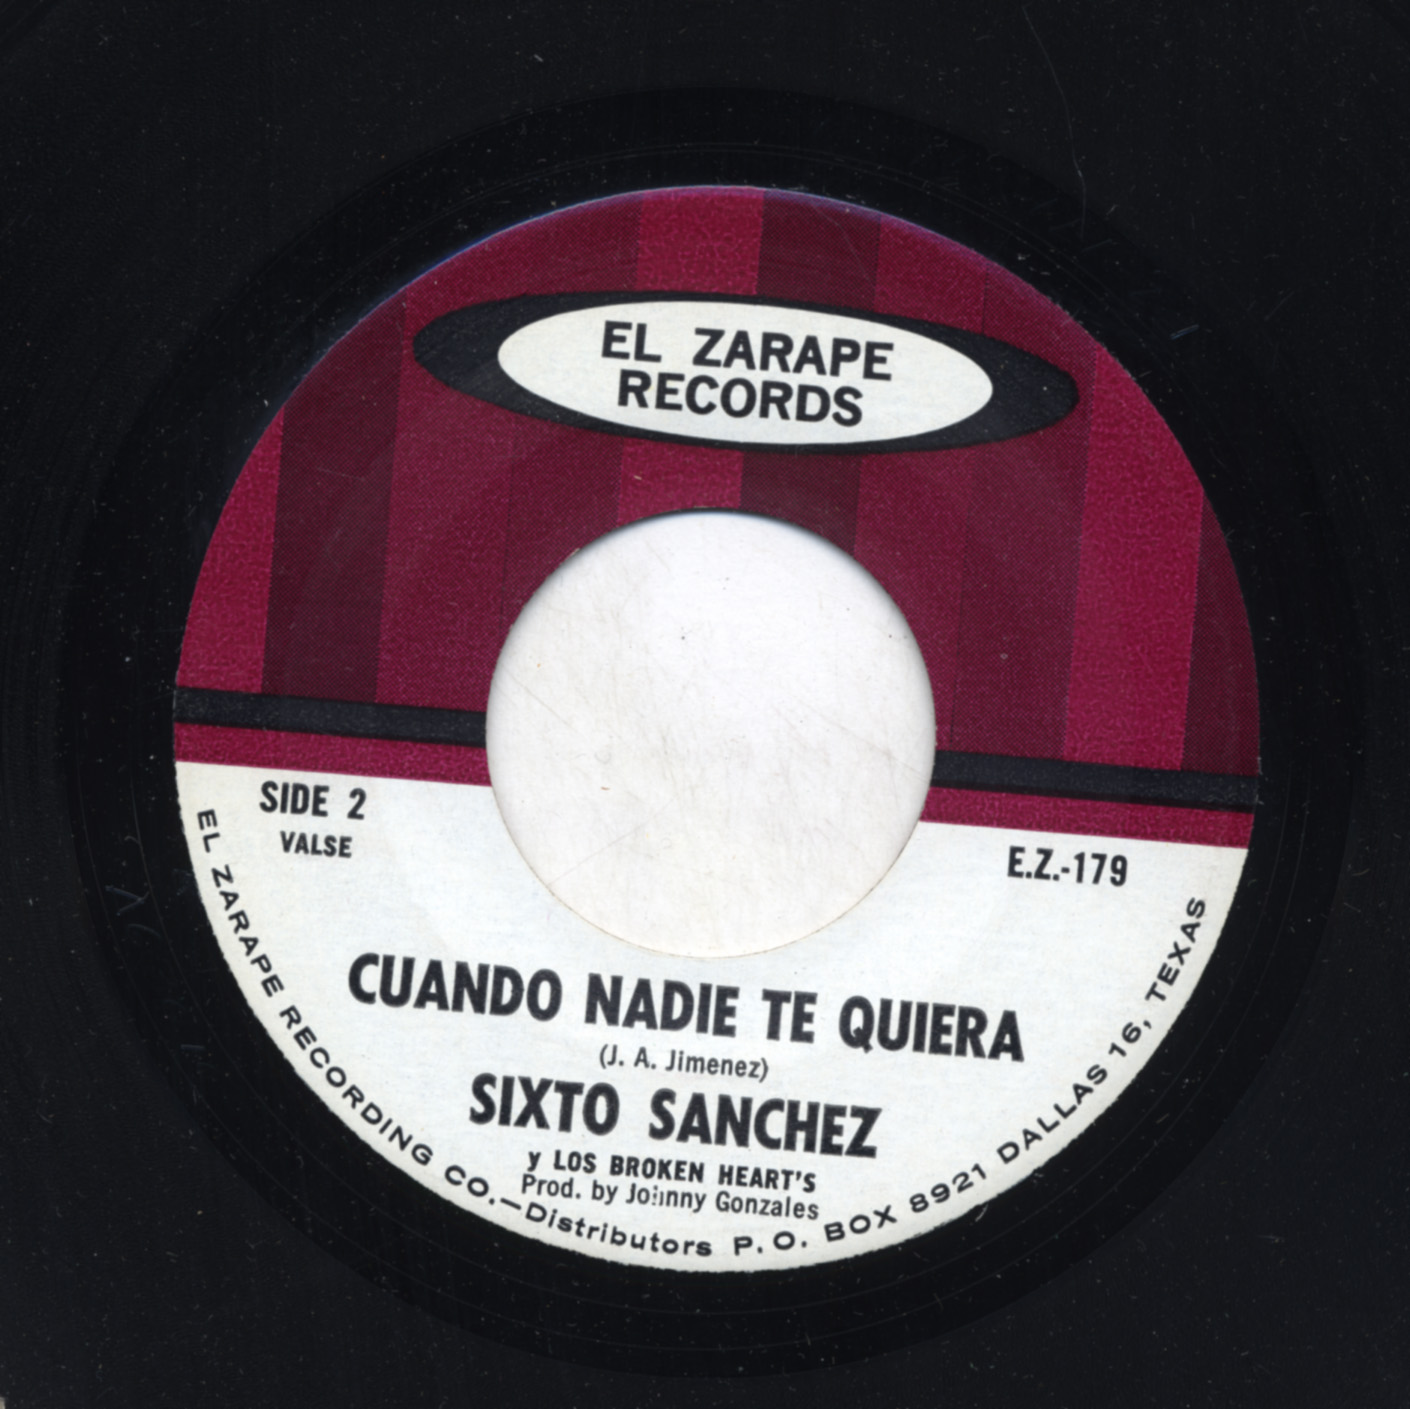 EL ZARAPE
RECORDS
SIDE 2
VALSE
E.Z.-179
CUANDO NADIE TE QUIERA
(J. A. Jimenez)
SIXTO SANCHEZ
y LOS BROKEN HEART'S
Prod. by Johnny Gonzales
EL ZARAPE RECORDING CO.—Distributors P. O. BOX 8921 DALLAS 16, TEXAS